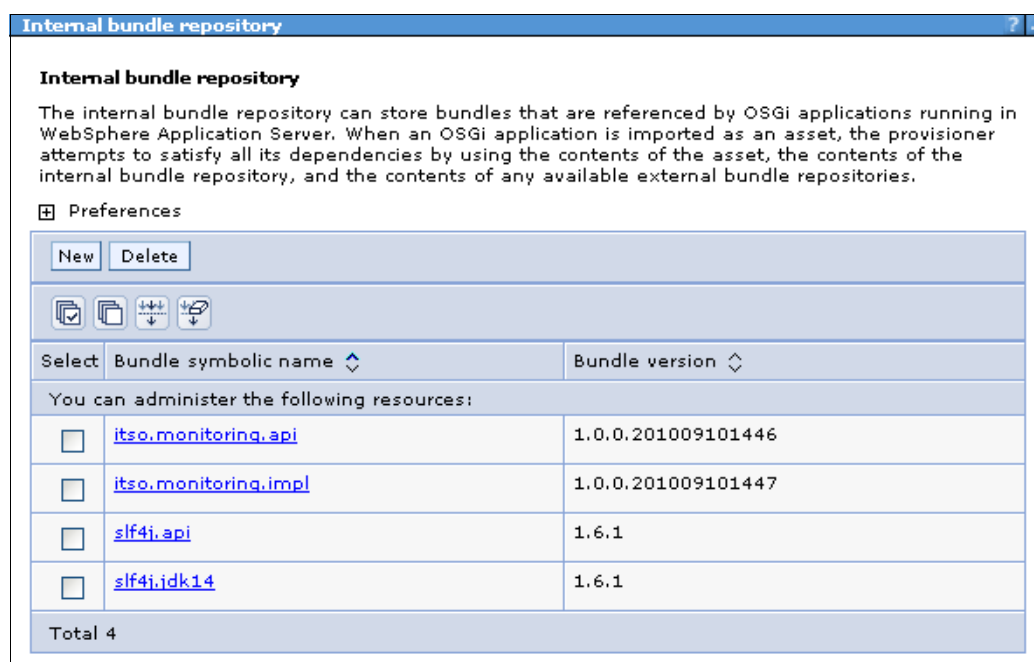 Internal bundle repository
?
Internal bundle repository
The internal bundle repository can store bundles that are referenced by OSGi applications running in
WebSphere Application Server. When an OSGi application is imported as an asset, the provisioner
attempts to satisfy all its dependencies by using the contents of the asset, the contents of the
internal bundle repository, and the contents of any available external bundle repositories.
Preferences
New Delete
Select Bundle symbolic name Bundle version
You can administer the following resources:
itso.monitoring.api 1.0.0.201009101446
itso.monitoring.impl 1.0.0.201009101447
slf4j.api 1.6.1
slf4j.jdk14 1.6.1
Total 4